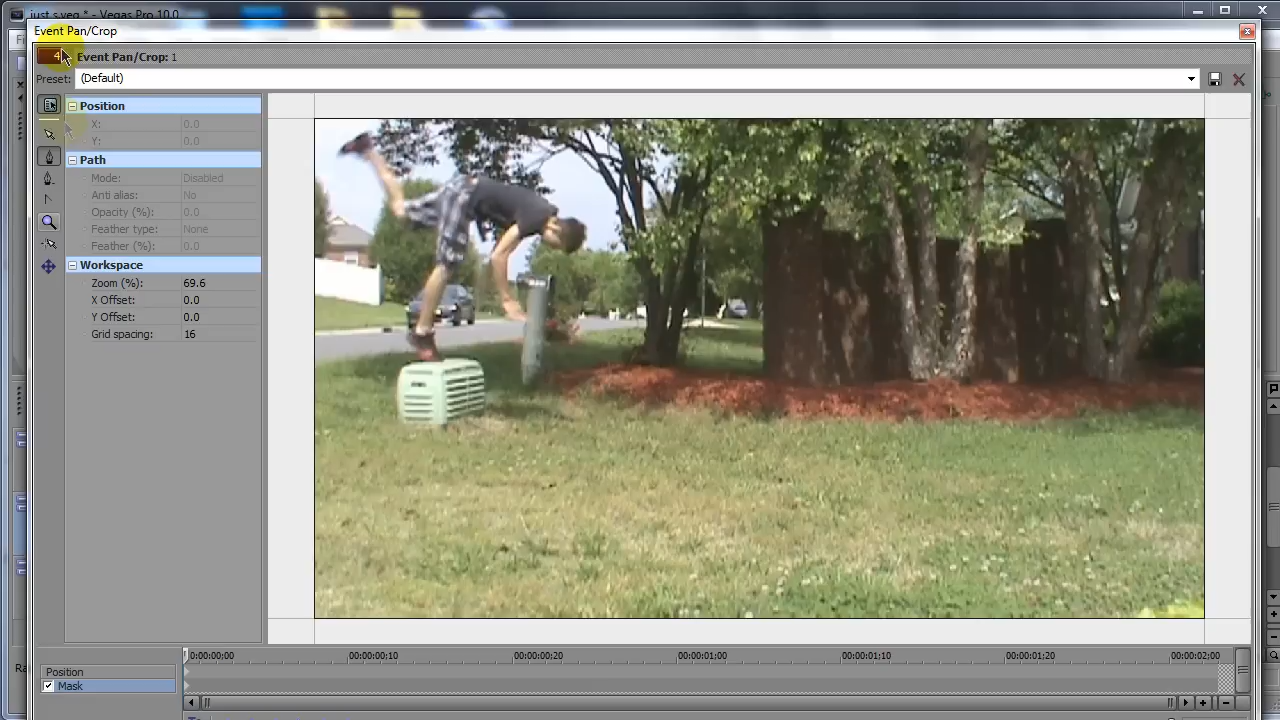 just s.veg * - Vegas Pro 10.0
Event Pan/Crop
4
Event Pan/Crop: 1
Preset: (Default)
Position
X: 0.0
Y: 0.0
Path
Mode: Disabled
Anti alias: No
Opacity (%): 0.0
Feather type: None
Feather (%): 0.0
Workspace
Zoom (%): 69.6
X Offset: 0.0
Y Offset: 0.0
Grid spacing: 16
0:00:00:00 00:00:00;10 00:00:00;20 00:00:01;00 00:00:01;10 00:00:01;20 00:00:02;00
Position
Mask